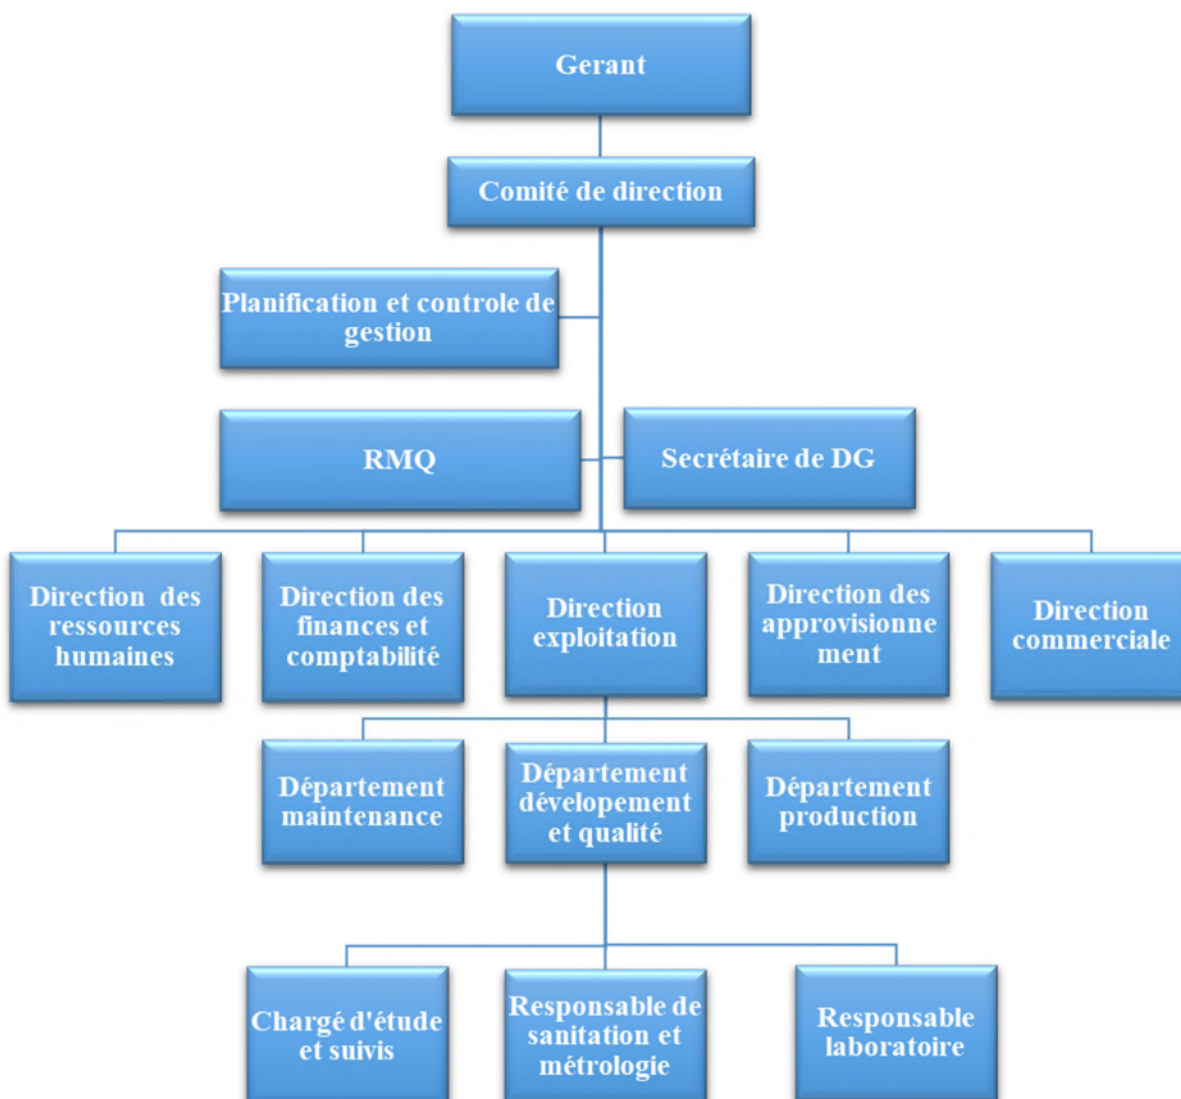 Gerant
Comité de direction
Planification et controle de
gestion
RMQ
Secrétaire de DG
Direction des
ressources
humaines
Direction des
finances et
comptabilité
Direction
exploitation
Direction des
approvisionne
ment
Direction
commerciale
Département
maintenance
Département
dévelopement
et qualité
Département
production
Chargé d'étude
et suivis
Responsable de
sanitation et
métrologie
Responsable
laboratoire